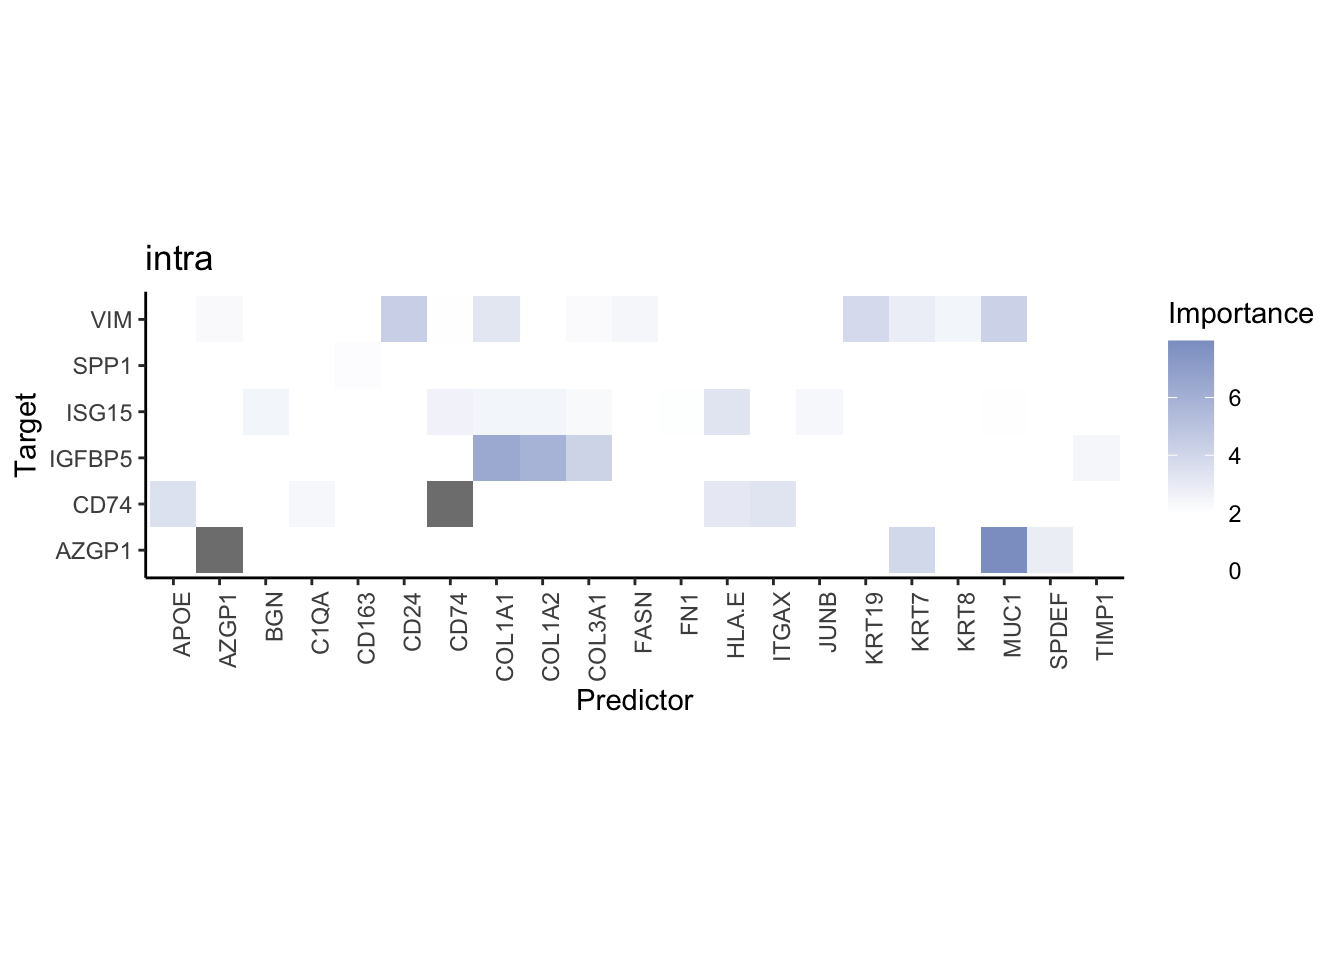 intra
Target
VIM
SPP1
ISG15
IGFBP5
CD74
AZGP1
APOE
AZGP1
BGN
C1QA
CD163
CD24
CD74
COL1A1
COL1A2
COL3A1
FASN
FN1
HLA.E
ITGAX
JUNB
KRT19
KRT7
KRT8
MUC1
SPDEF
TIMP1
Predictor
Importance
6
4
2
0